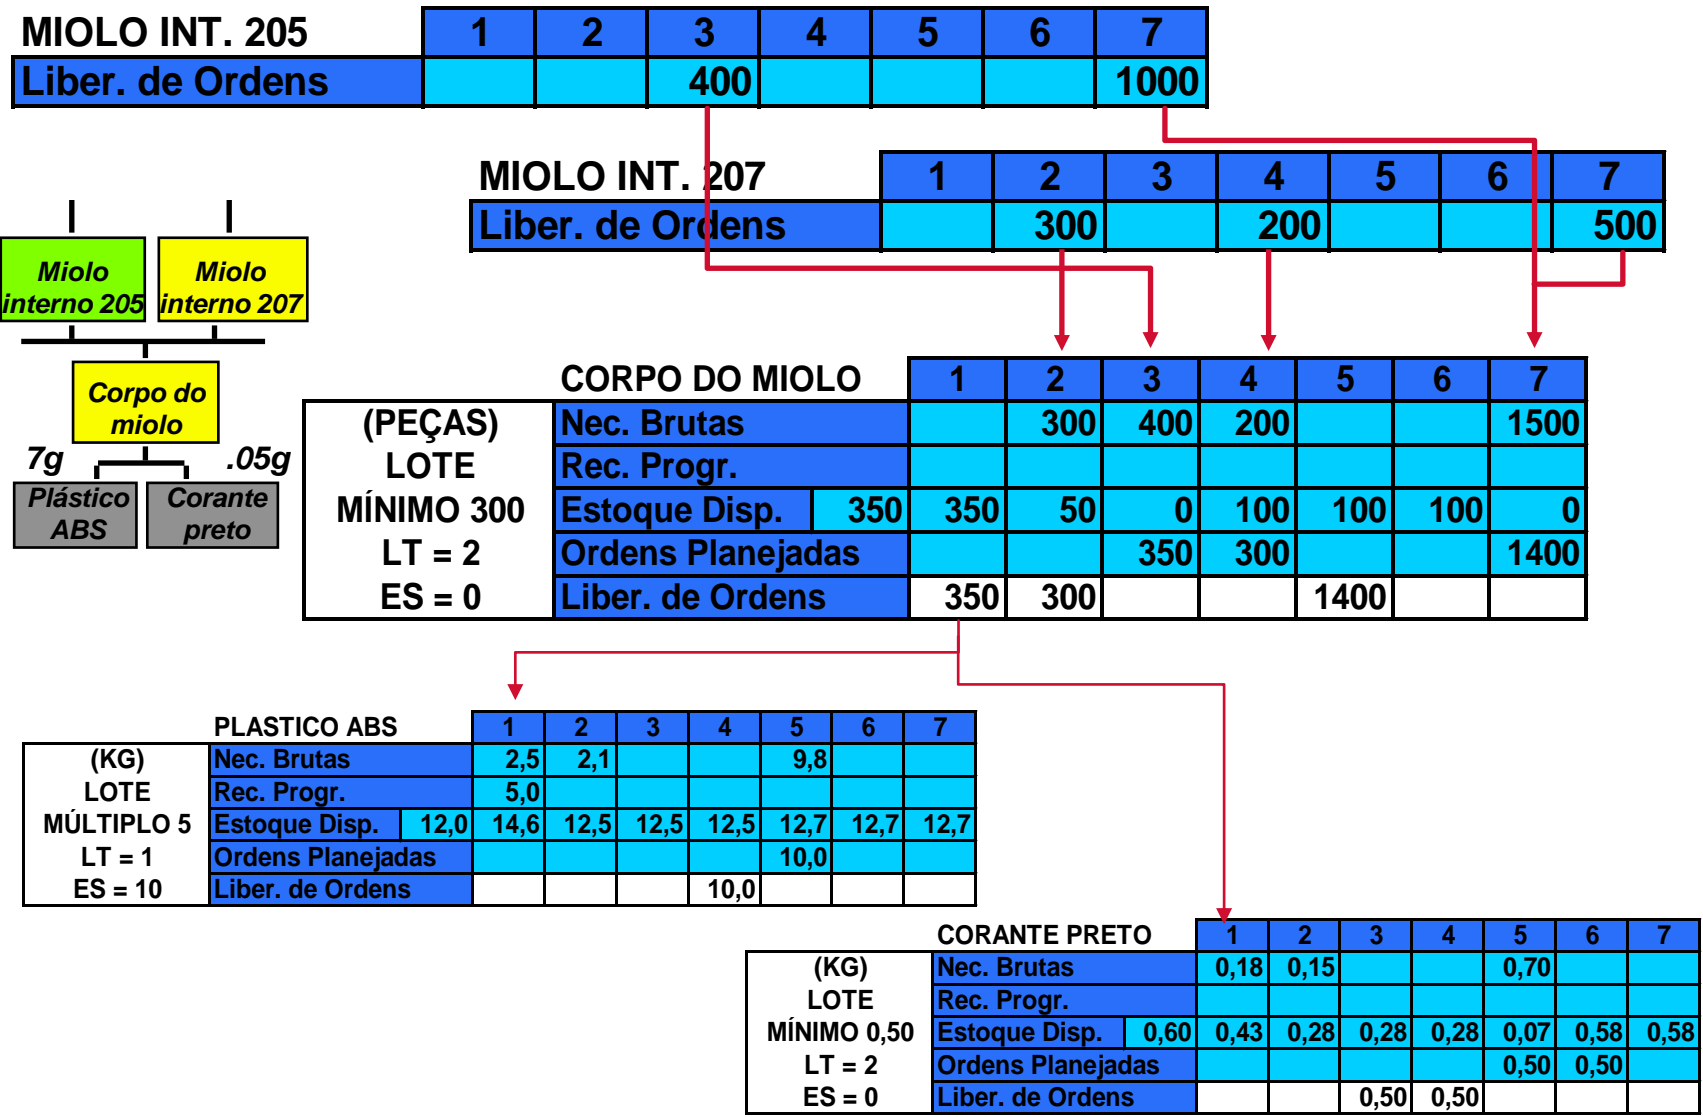 MIOLO INT. 205 1 2 3 4 5 6 7
Liber. de Ordens 400 1000
MIOLO INT. 207 1 2 3 4 5 6 7
Liber. de Ordens 300 200 500
Miolo interno 205
Miolo interno 207
Corpo do miolo
7g .05g
Plástico ABS
Corante preto
CORPO DO MIOLO 1 2 3 4 5 6 7
(PEÇAS) Nec. Brutas 300 400 200 1500
LOTE Rec. Progr.
MÍNIMO 300 Estoque Disp. 350 350 50 0 100 100 100 0
LT = 2 Ordens Planejadas 350 300 1400
ES = 0 Liber. de Ordens 350 300 1400
PLASTICO ABS 1 2 3 4 5 6 7
(KG) Nec. Brutas 2,5 2,1 9,8
LOTE Rec. Progr. 5,0
MÚLTIPLO 5 Estoque Disp. 12,0 14,6 12,5 12,5 12,5 12,7 12,7 12,7
LT = 1 Ordens Planejadas 10,0
ES = 10 Liber. de Ordens 10,0
CORANTE PRETO 1 2 3 4 5 6 7
(KG) Nec. Brutas 0,18 0,15 0,70
LOTE Rec. Progr.
MÍNIMO 0,50 Estoque Disp. 0,60 0,43 0,28 0,28 0,28 0,07 0,58 0,58
LT = 2 Ordens Planejadas 0,50 0,50
ES = 0 Liber. de Ordens 0,50 0,50